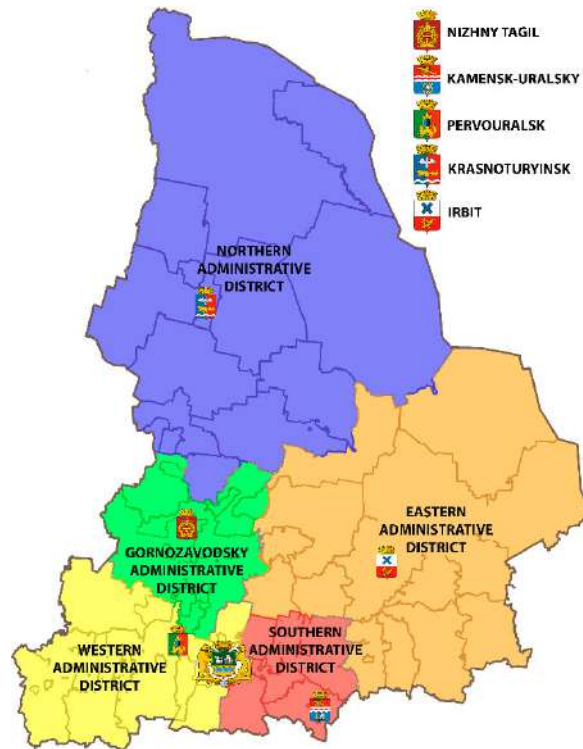 NIZHNY TAGIL
KAMENSK-URALSKY
PERVOURALSK
KRASNOTURYINSK
IRBIT
NORTHERN
ADMINISTRATIVE
DISTRICT
EASTERN
ADMINISTRATIVE
DISTRICT
GORNOZAVODSKY
ADMINISTRATIVE
DISTRICT
WESTERN
ADMINISTRATIVE
DISTRICT
SOUTHERN
ADMINISTRATIVE
DISTRICT